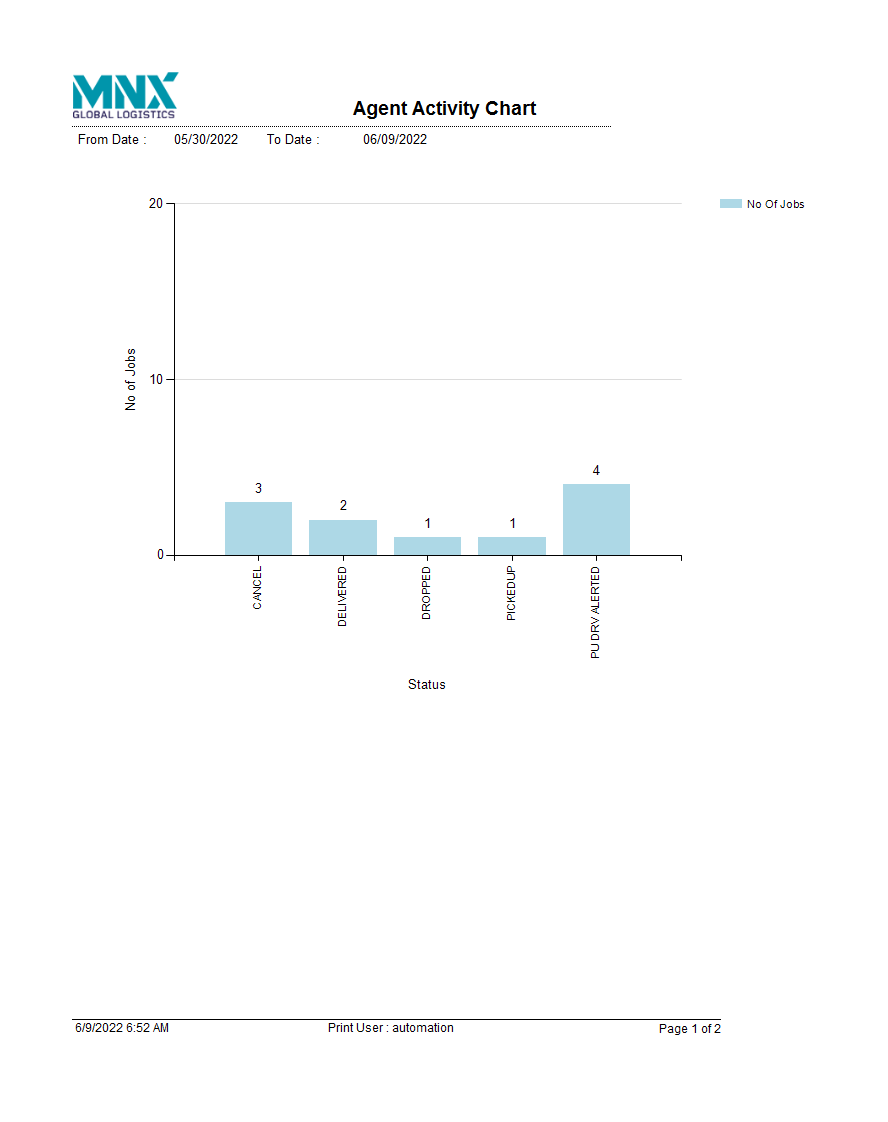 MNX
GLOBAL LOGISTICS
Agent Activity Chart
From Date : 05/30/2022 To Date : 06/09/2022
20
No Of Jobs
10
No of Jobs
4
3
2
1
1
0
CANCEL
DELIVERED
DROPPED
PICKEDUP
PU DRV ALERTED
Status
6/9/2022 6:52 AM Print User : automation Page 1 of 2